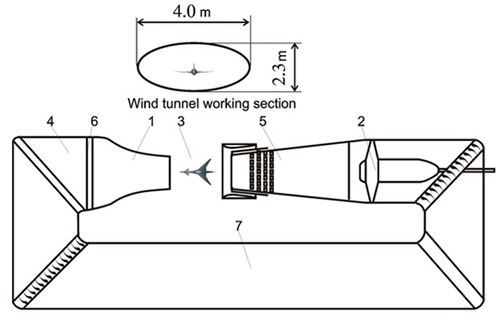 4.0 m
2.3 m
Wind tunnel working section
4 6 1 3 5 2
7